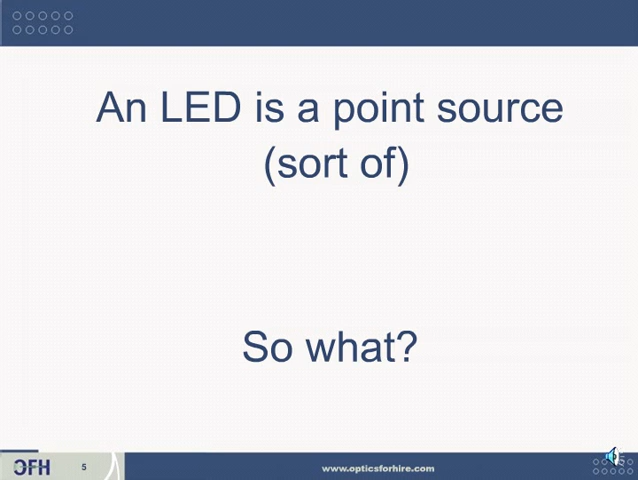 An LED is a point source
(sort of)
So what?
OFH
5
www.opticsforhire.com